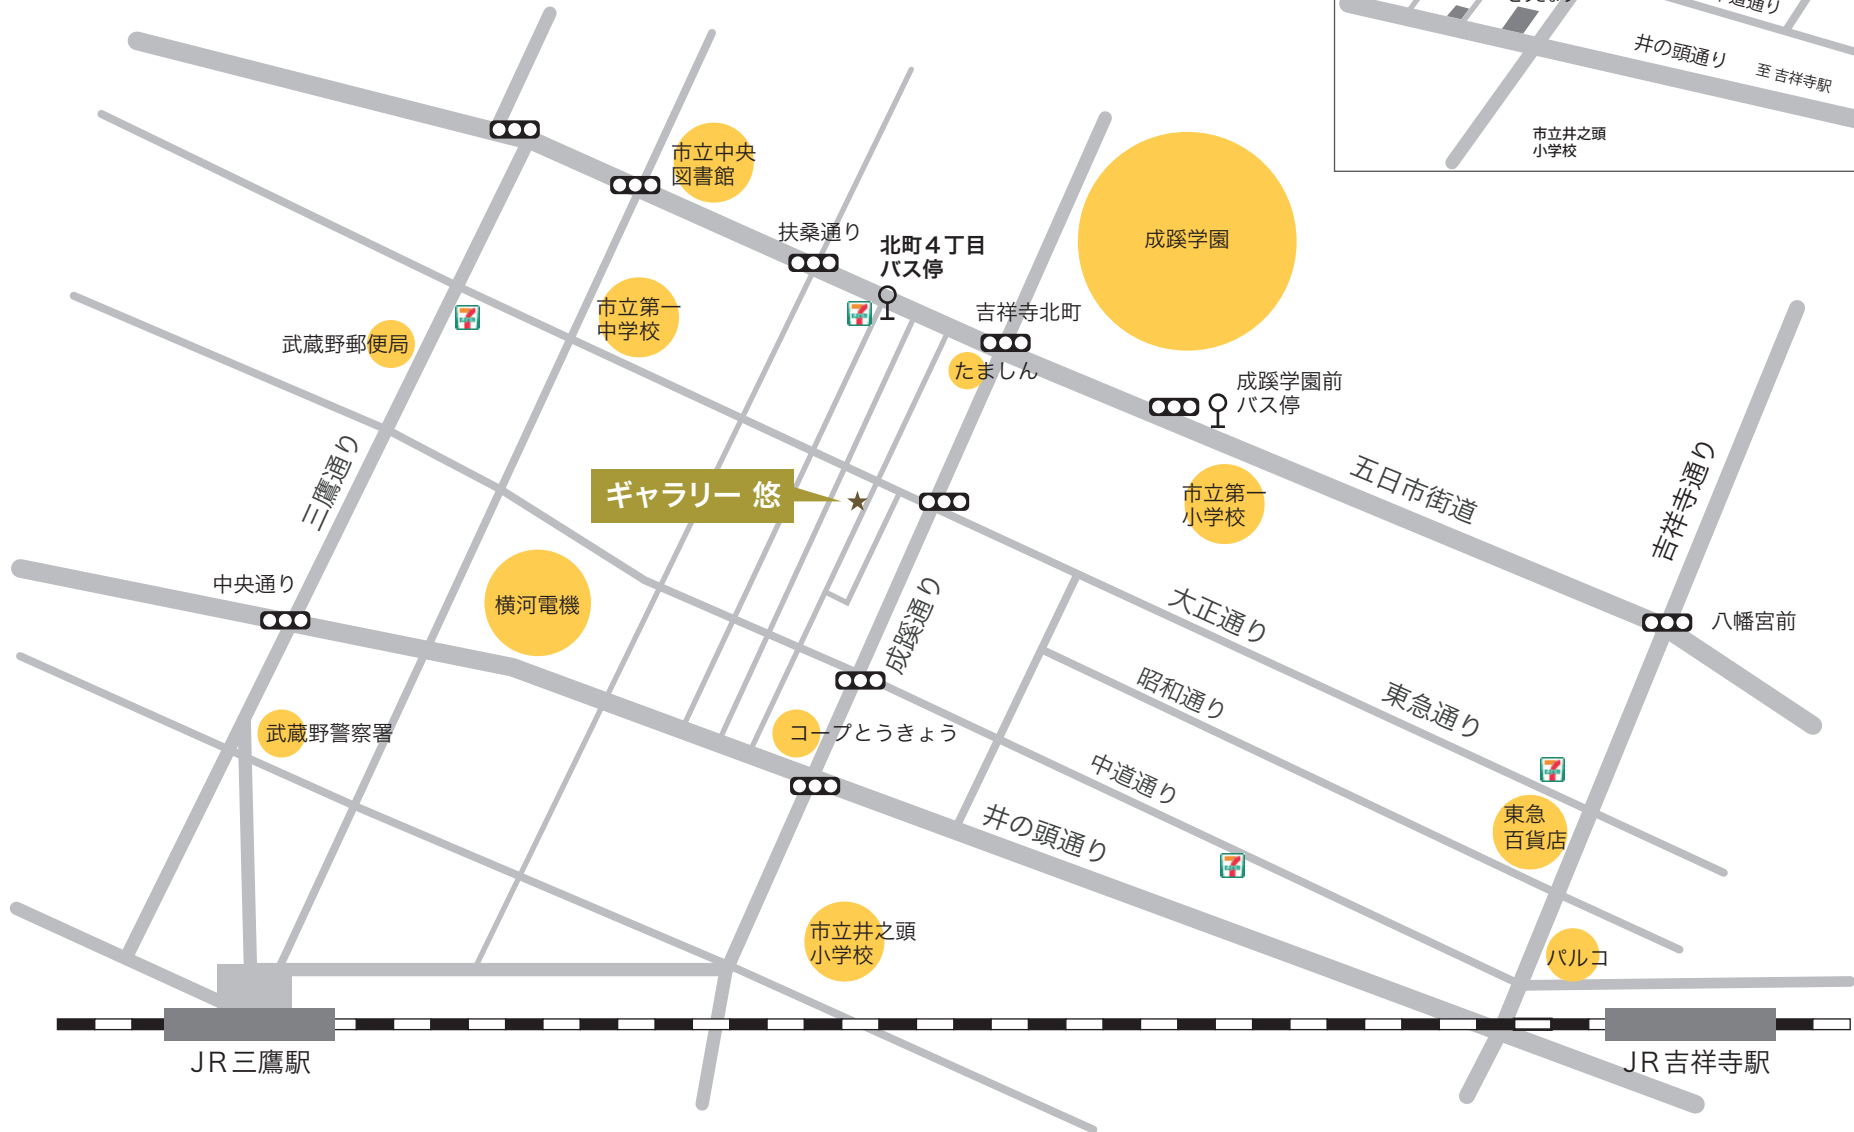 中道通り
井の頭通り
至 吉祥寺駅
市立井之頭
小学校
市立中央
図書館
扶桑通り
北町4丁目
バス停
成蹊学園
吉祥寺北町
市立第一
中学校
武蔵野郵便局
たましん
成蹊学園前
バス停
三鷹通り
ギャラリー 悠
市立第一
小学校
五日市街道
吉祥寺通り
中央通り
横河電機
成蹊通り
大正通り
八幡宮前
昭和通り
東急通り
武蔵野警察署
コープとうきょう
中道通り
井の頭通り
東急
百貨店
市立井之頭
小学校
パルコ
JR三鷹駅
JR吉祥寺駅